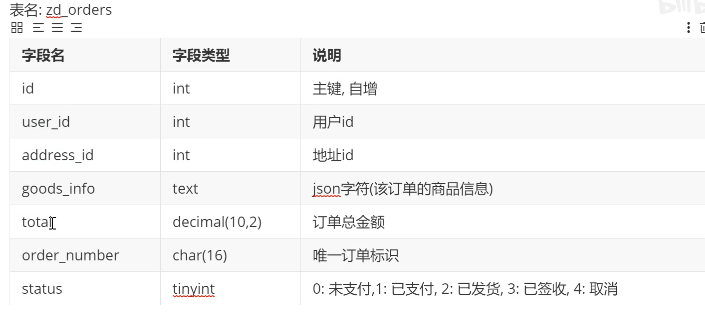 表名: zd_orders
字段名 字段类型 说明
id int 主键, 自增
user_id int 用户id
address_id int 地址id
goods_info text json字符(该订单的商品信息)
total decimal(10,2) 订单总金额
order_number char(16) 唯一订单标识
status tinyint 0: 未支付,1: 已支付, 2: 已发货, 3: 已签收, 4: 取消